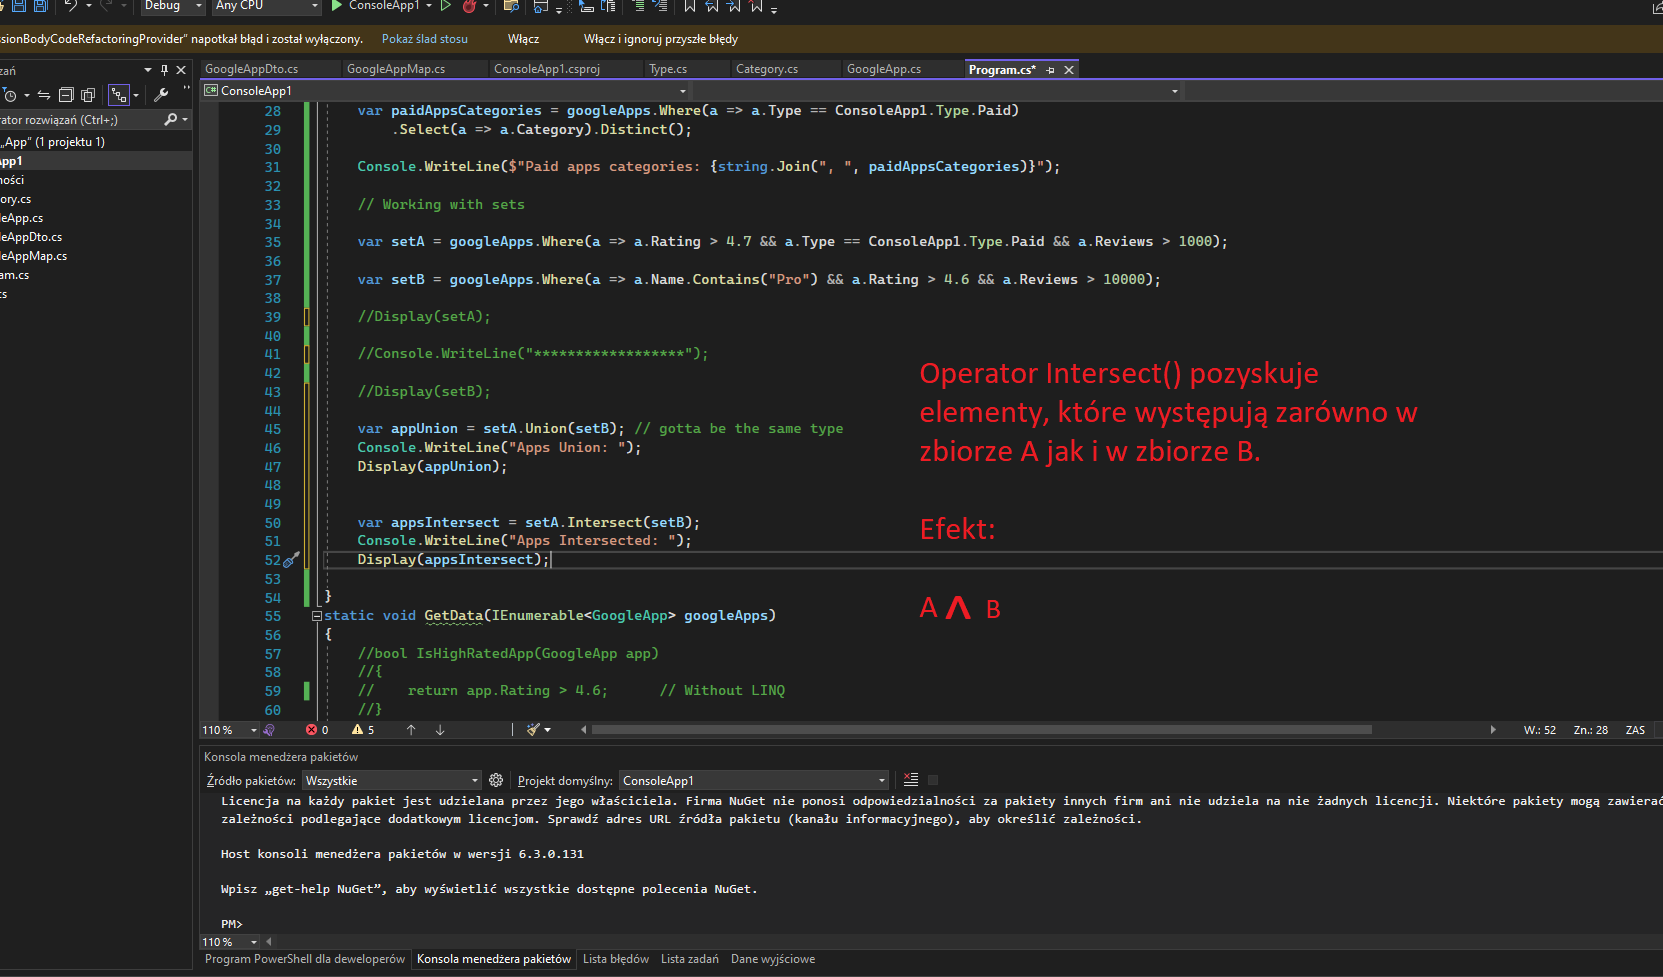 Debug Any CPU ConsoleApp1
ssionBodyCodeRefactoringProvider" napotkał błąd i został wyłączony. Pokaż ślad stosu Włącz Włącz i ignoruj przyszłe błędy
zań
GoogleAppDto.cs GoogleAppMap.cs ConsoleApp1.csproj Type.cs Category.cs GoogleApp.cs Program.cs*
C# ConsoleApp1
rator rozwiązań (Ctrl+;)
„App" (1 projektu 1)
App1
ności
ory.cs
leApp.cs
leAppDto.cs
leAppMap.cs
am.cs
cs
28 var paidAppsCategories = googleApps.Where(a => a.Type == ConsoleApp1.Type.Paid)
29 .Select(a => a.Category).Distinct();
30
31 Console.WriteLine($"Paid apps categories: {string.Join(", ", paidAppsCategories)}");
32
33 // Working with sets
34
35 var setA = googleApps.Where(a => a.Rating > 4.7 && a.Type == ConsoleApp1.Type.Paid && a.Reviews > 1000);
36
37 var setB = googleApps.Where(a => a.Name.Contains("Pro") && a.Rating > 4.6 && a.Reviews > 10000);
38
39 //Display(setA);
40
41 //Console.WriteLine("******************");
42
43 //Display(setB);
44
45 var appUnion = setA.Union(setB); // gotta be the same type
46 Console.WriteLine("Apps Union: ");
47 Display(appUnion);
48
49
50 var appsIntersect = setA.Intersect(setB);
51 Console.WriteLine("Apps Intersected: ");
52 Display(appsIntersect);
53
54 }
55 static void GetData(IEnumerable<GoogleApp> googleApps)
56 {
57 //bool IsHighRatedApp(GoogleApp app)
58 //{
59 // return app.Rating > 4.6; // Without LINQ
60 //}
Operator Intersect() pozyskuje
elementy, które występują zarówno w
zbiorze A jak i w zbiorze B.
Efekt:
A ∧ B
110 % 0 5 W.: 52 Zn.: 28 ZAS
Konsola menedżera pakietów
Źródło pakietów: Wszystkie Projekt domyślny: ConsoleApp1
Licencja na każdy pakiet jest udzielana przez jego właściciela. Firma NuGet nie ponosi odpowiedzialności za pakiety innych firm ani nie udziela na nie żadnych licencji. Niektóre pakiety mogą zawierać
zależności podlegające dodatkowym licencjom. Sprawdź adres URL źródła pakietu (kanału informacyjnego), aby określić zależności.
Host konsoli menedżera pakietów w wersji 6.3.0.131
Wpisz „get-help NuGet”, aby wyświetlić wszystkie dostępne polecenia NuGet.
PM>
110 %
Program PowerShell dla deweloperów Konsola menedżera pakietów Lista błędów Lista zadań Dane wyjściowe